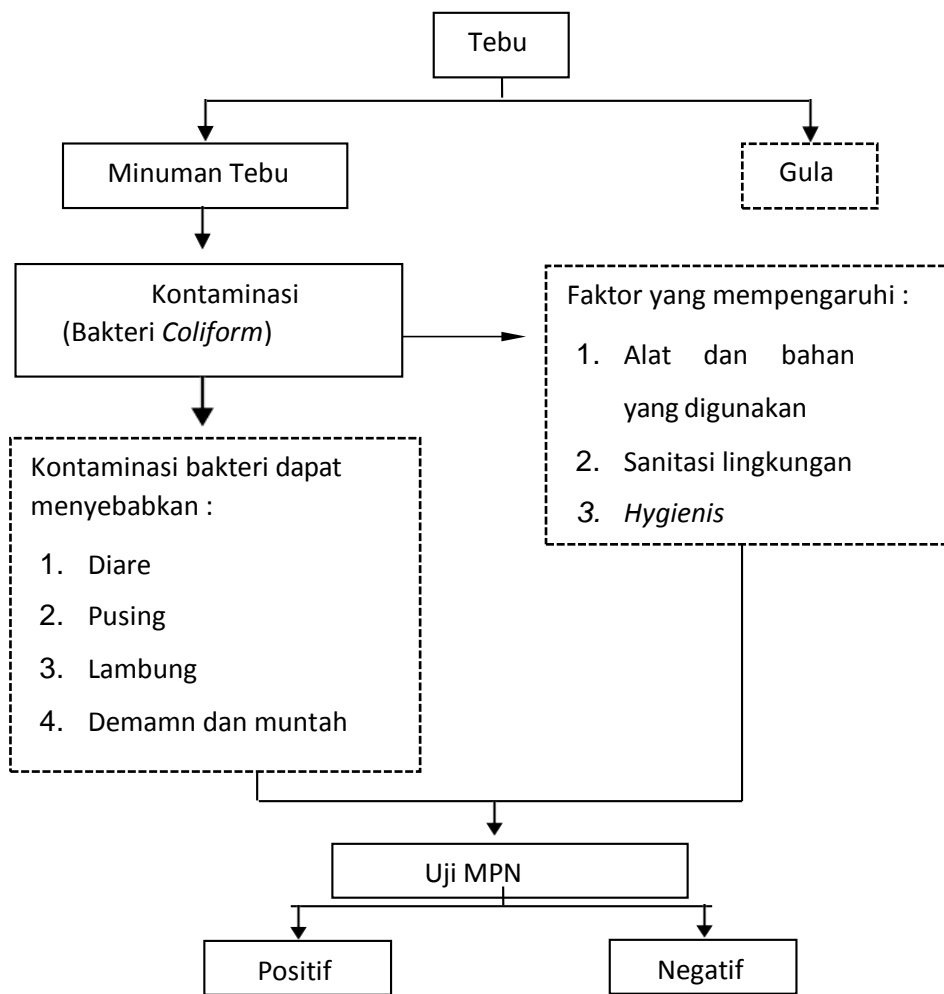 Tebu
Minuman Tebu
Gula
Kontaminasi
(Bakteri Coliform)
Faktor yang mempengaruhi :
1. Alat dan bahan
yang digunakan
2. Sanitasi lingkungan
3. Hygienis
Kontaminasi bakteri dapat
menyebabkan :
1. Diare
2. Pusing
3. Lambung
4. Demamn dan muntah
Uji MPN
Positif
Negatif